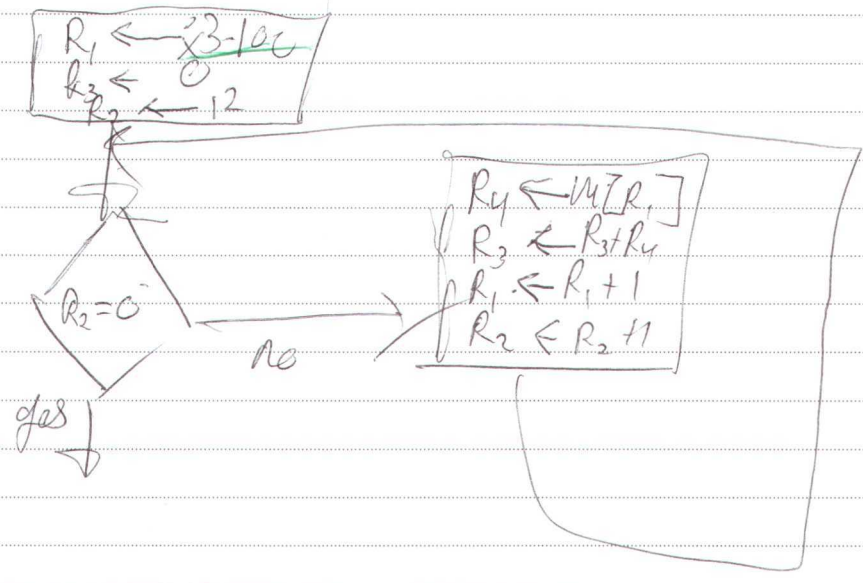 R1 ← x3100
R3 ← 0
R2 ← 12
R4 ← M[R1]
R3 ← R3+R4
R1 ← R1+1
R2 ← R2+1
R2=0
no
yes